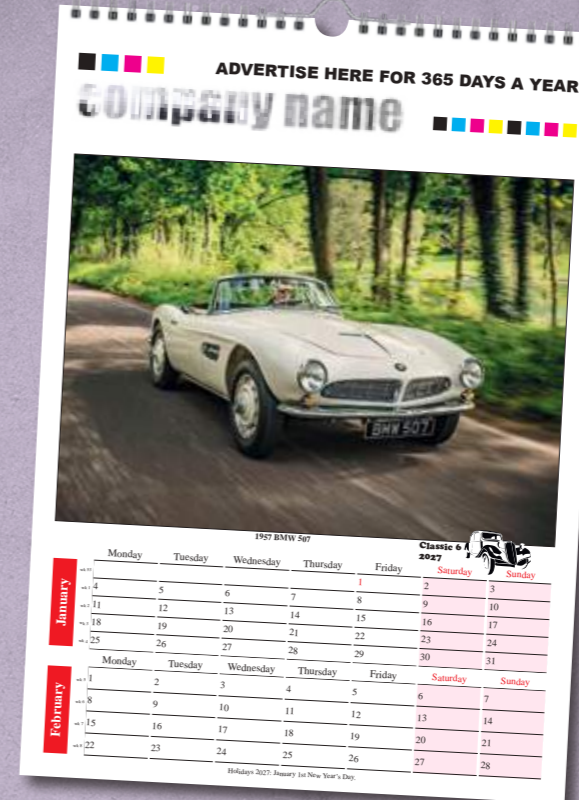 ADVERTISE HERE FOR 365 DAYS A YEAR
company name
BMW 507
1957 BMW 507
Classic 6
2027
January
Monday Tuesday Wednesday Thursday Friday Saturday Sunday
1 2 3
4 5 6 7 8 9 10
11 12 13 14 15 16 17
18 19 20 21 22 23 24
25 26 27 28 29 30 31
February
Monday Tuesday Wednesday Thursday Friday Saturday Sunday
1 2 3 4 5 6 7
8 9 10 11 12 13 14
15 16 17 18 19 20 21
22 23 24 25 26 27 28
Holidays 2027: January 1st New Year's Day.